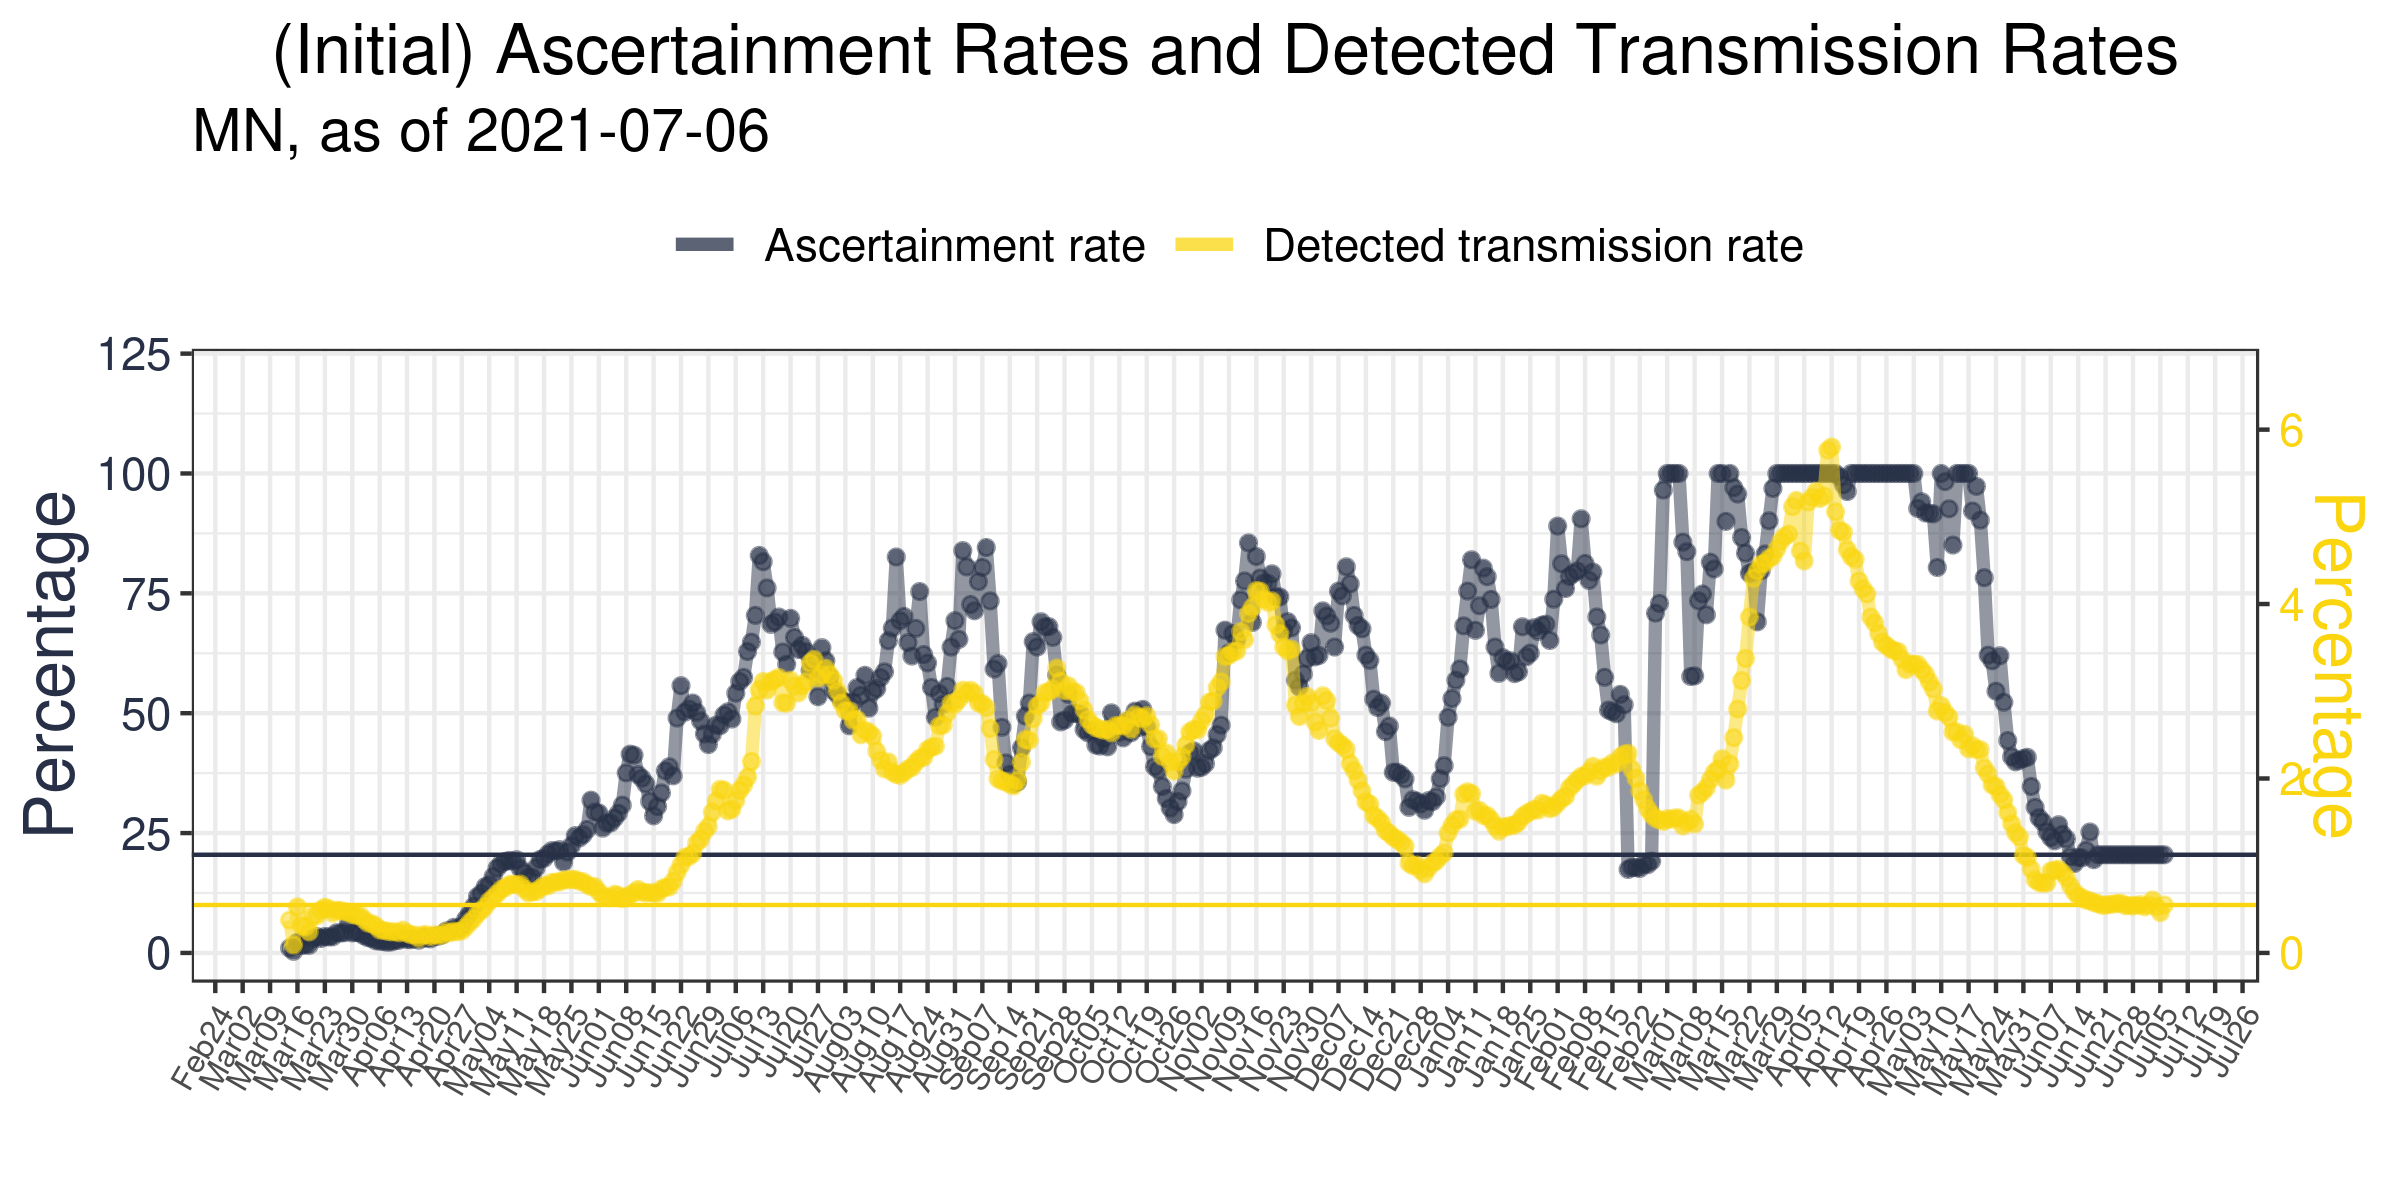 (Initial) Ascertainment Rates and Detected Transmission Rates
MN, as of 2021-07-06
Ascertainment rate
Detected transmission rate
Percentage
125
100
75
50
25
0
6
4
2
0
Percentage
Feb24
Mar02
Mar09
Mar16
Mar23
Mar30
Apr06
Apr13
Apr20
Apr27
May04
May11
May18
May25
Jun01
Jun08
Jun15
Jun22
Jun29
Jul06
Jul13
Jul20
Jul27
Aug03
Aug10
Aug17
Aug24
Aug31
Sep07
Sep14
Sep21
Sep28
Oct05
Oct12
Oct19
Oct26
Nov02
Nov09
Nov16
Nov23
Nov30
Dec07
Dec14
Dec21
Dec28
Jan04
Jan11
Jan18
Jan25
Feb01
Feb08
Feb15
Feb22
Mar01
Mar08
Mar15
Mar22
Mar29
Apr05
Apr12
Apr19
Apr26
May03
May10
May17
May24
May31
Jun07
Jun14
Jun21
Jun28
Jul05
Jul12
Jul19
Jul26